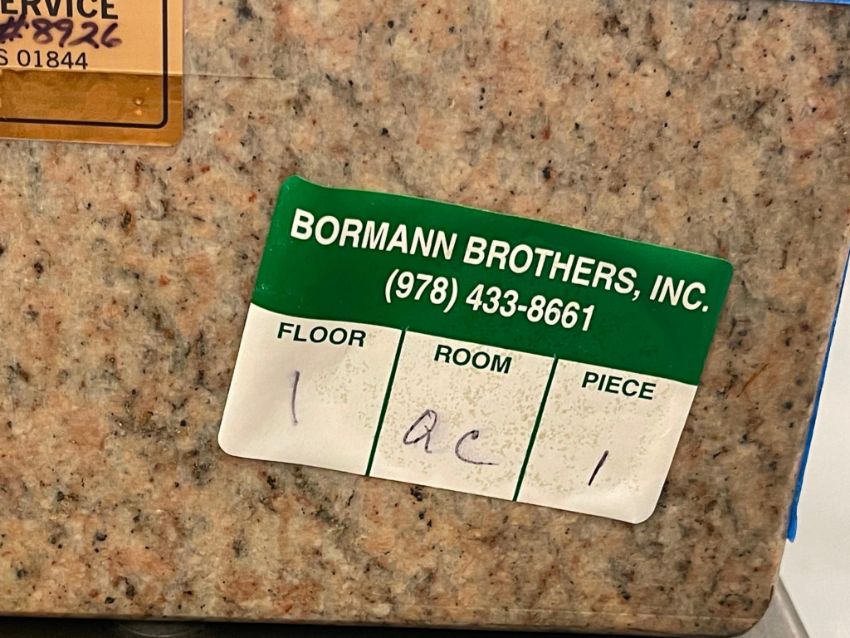 ERVICE
#8926
S 01844
BORMANN BROTHERS, INC.
(978) 433-8661
FLOOR ROOM PIECE
1 QC 1